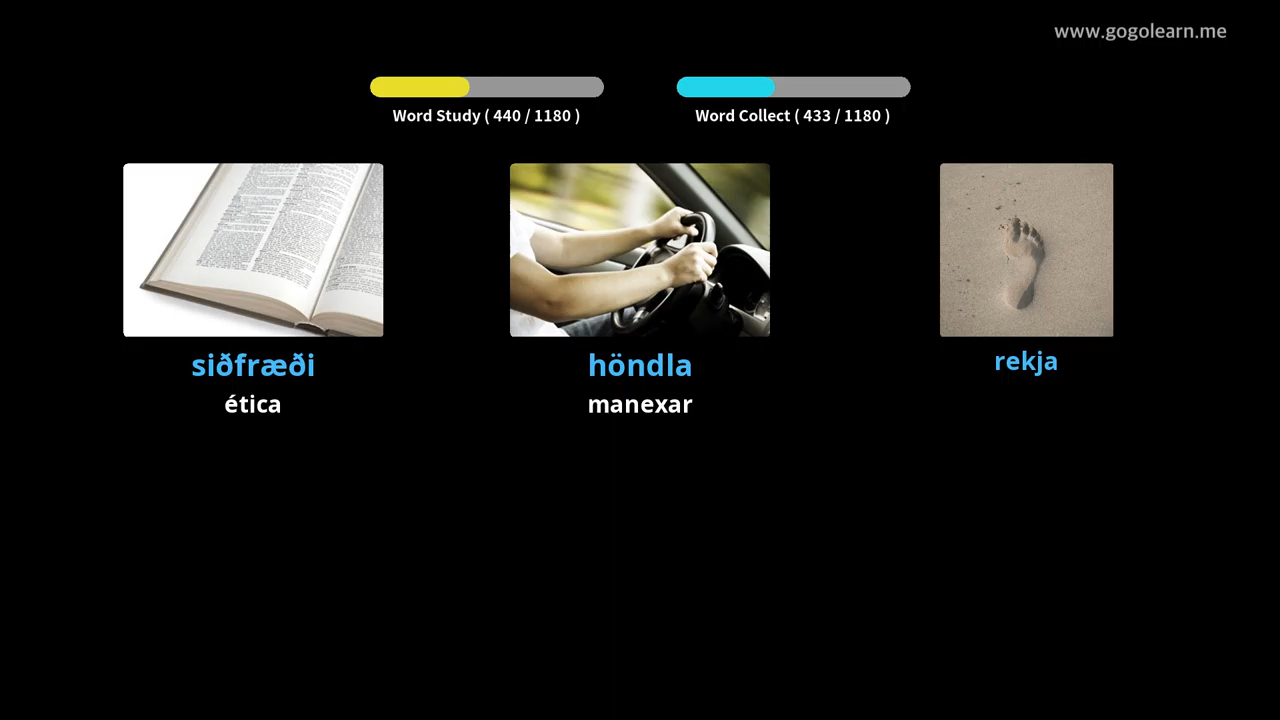 www.gogolearn.me
Word Study ( 440 / 1180 )
Word Collect ( 433 / 1180 )
siðfræði
ética
höndla
manexar
rekja